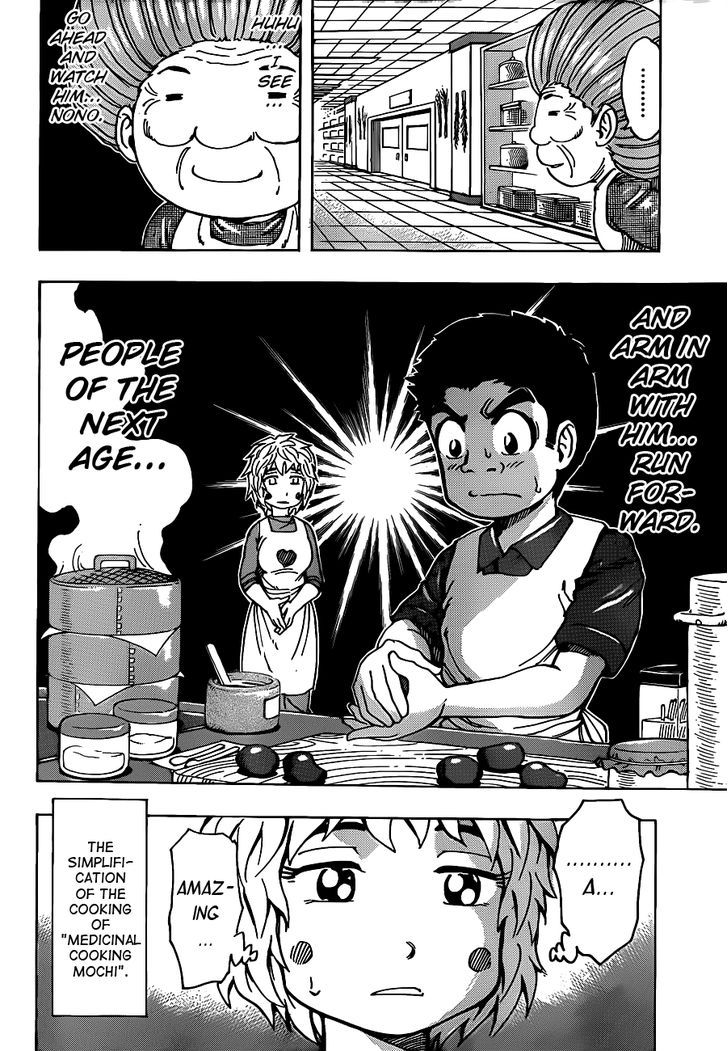 ..........
HUHU
......I
SEE
...
GO
AHEAD
AND
WATCH
HIM...
NONO.
AND
ARM IN
ARM
WITH
HIM...
RUN
FOR-
WARD.
PEOPLE
OF THE
NEXT
AGE...
..........
A...
AMAZ-
ING
...
THE
SIMPLIFI-
CATION
OF THE
COOKING
OF
"MEDICINAL
COOKING
MOCHI".